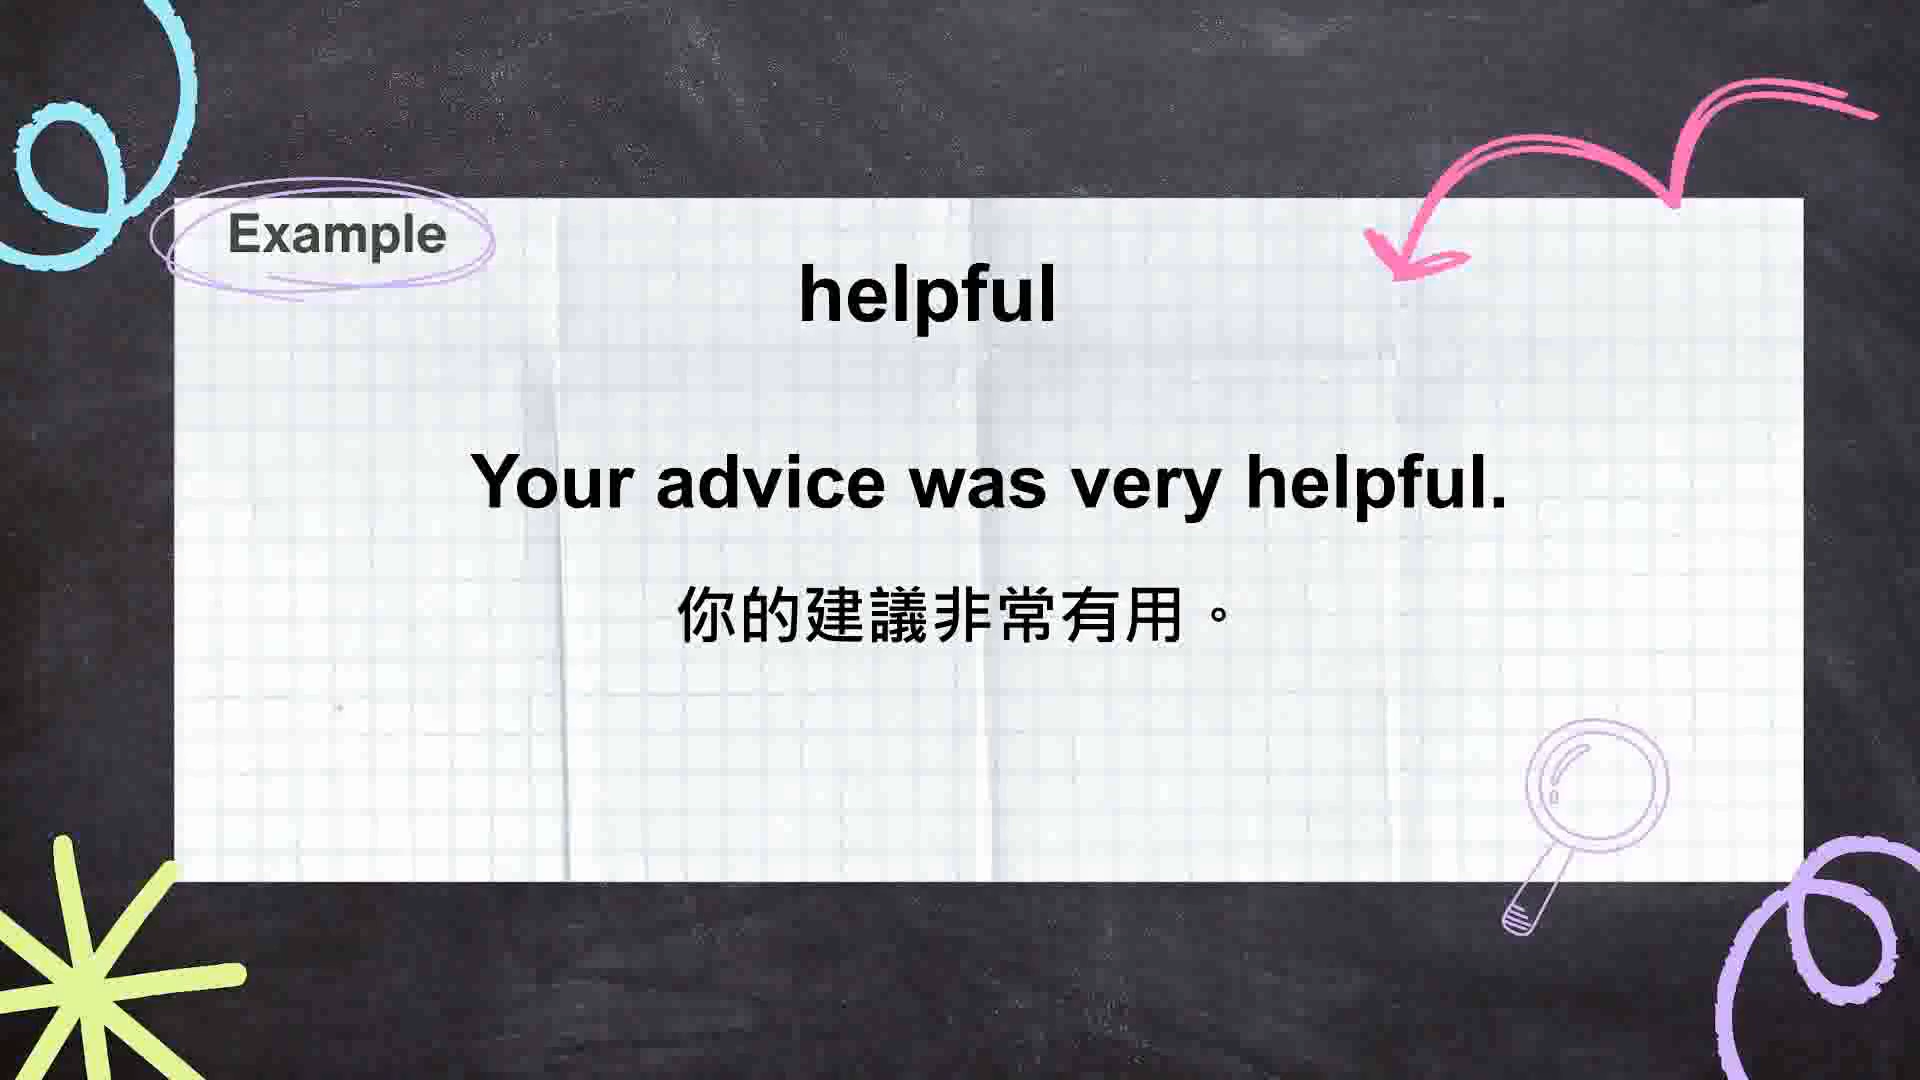 Example
helpful
Your advice was very helpful.
你的建議非常有用。